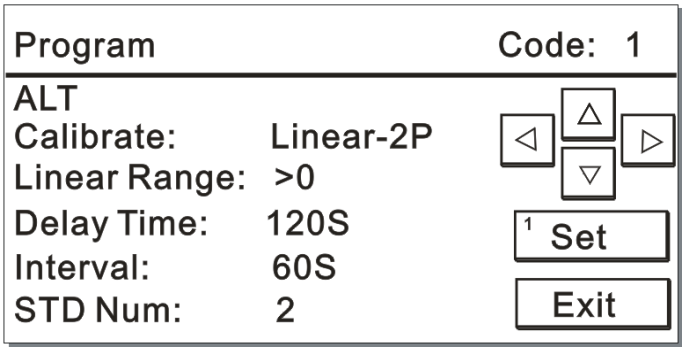 Program Code: 1
ALT
Calibrate: Linear-2P
Linear Range: >0
Delay Time: 120S
Interval: 60S
STD Num: 2
1 Set
Exit